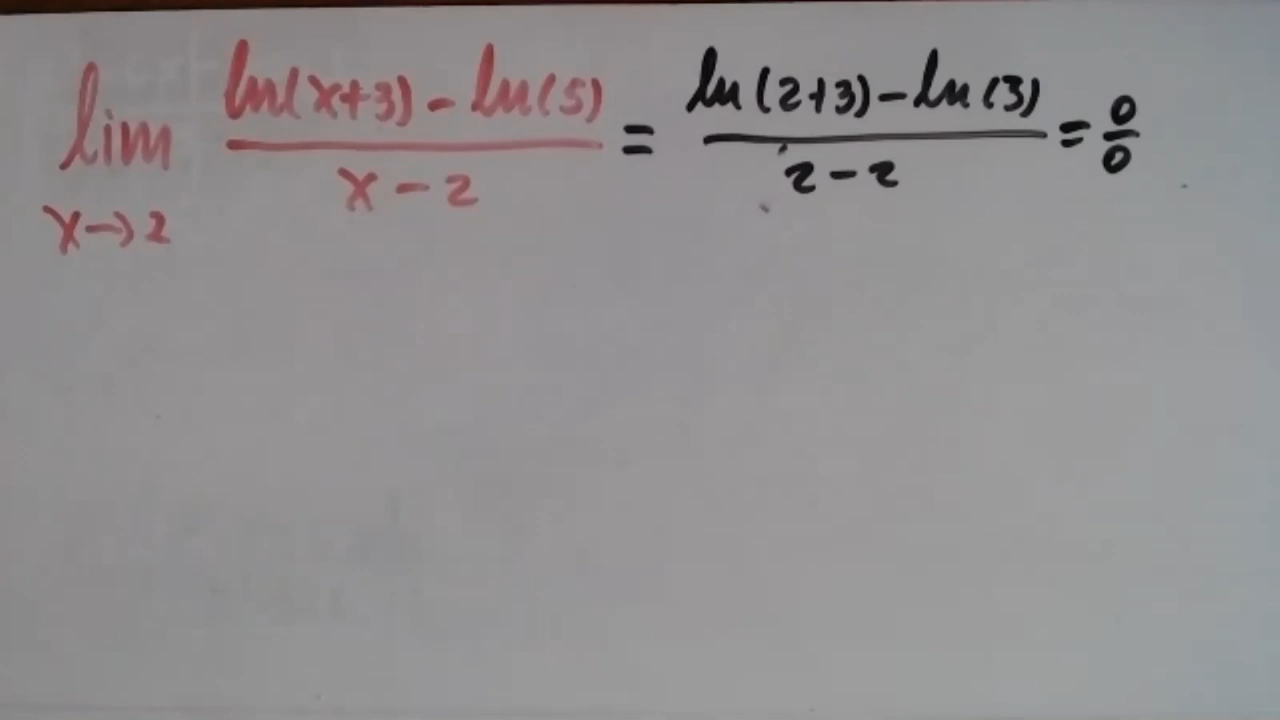 lim ln(x+3) - ln(5) / x - 2 = ln(2+3) - ln(3) / 2 - 2 = 0/0
x→2